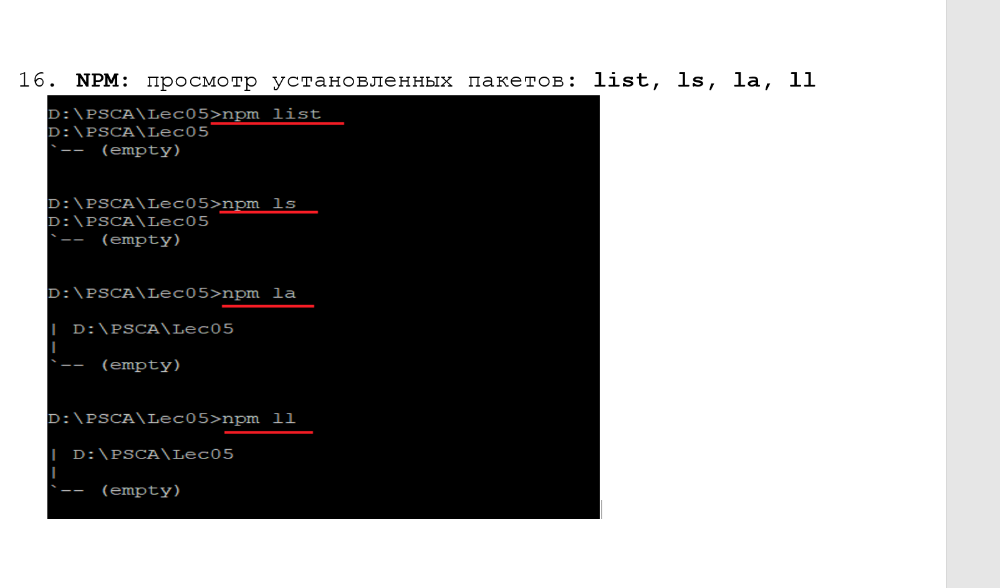 16. NPM: просмотр установленных пакетов: list, ls, la, ll
D:\PSCA\Lec05>npm list
D:\PSCA\Lec05
`-- (empty)
D:\PSCA\Lec05>npm ls
D:\PSCA\Lec05
`-- (empty)
D:\PSCA\Lec05>npm la
| D:\PSCA\Lec05
|
`-- (empty)
D:\PSCA\Lec05>npm ll
| D:\PSCA\Lec05
|
`-- (empty)